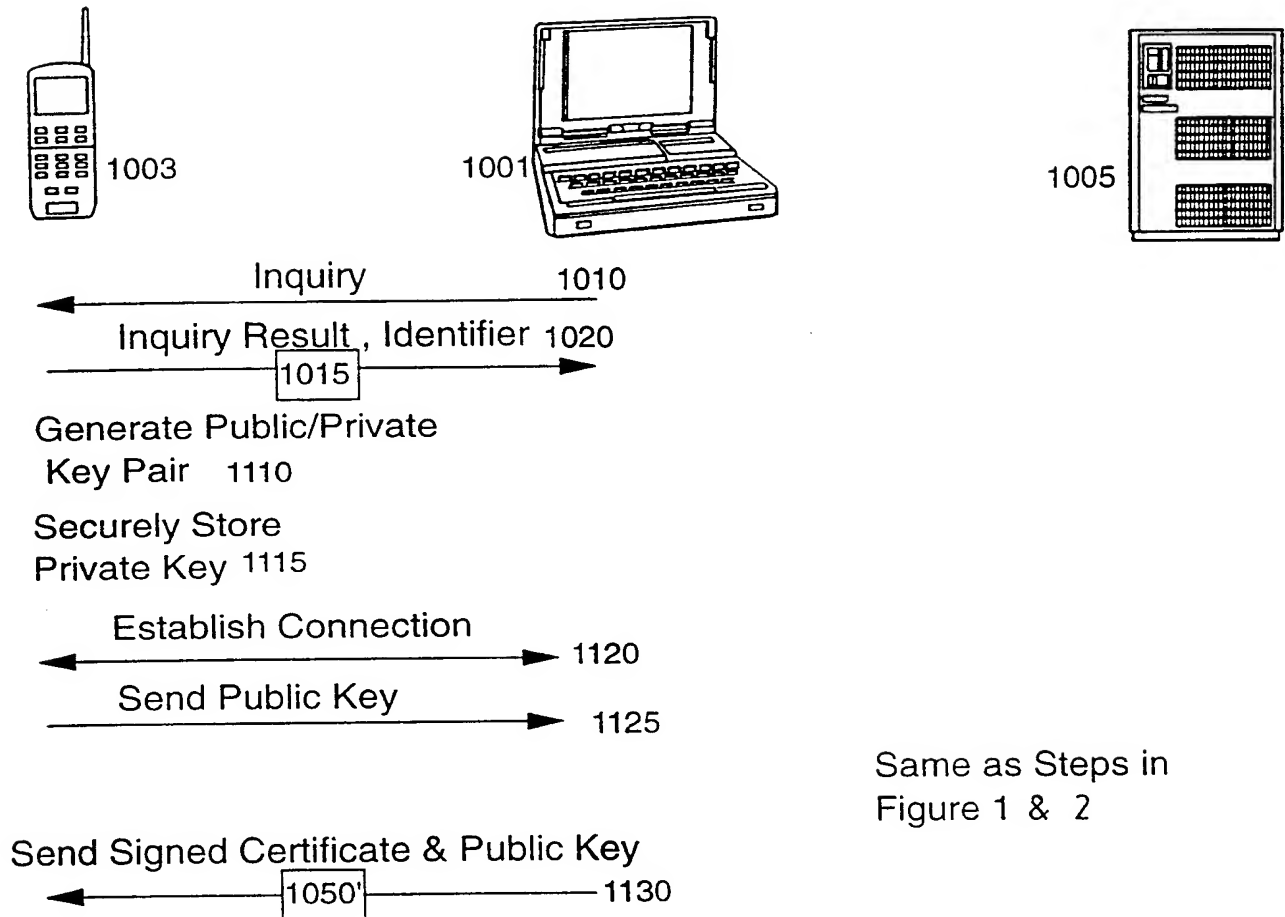 1003
1001
1005
Inquiry 1010
Inquiry Result , Identifier 1020
1015
Generate Public/Private
Key Pair 1110
Securely Store
Private Key 1115
Establish Connection
1120
Send Public Key
1125
Same as Steps in
Figure 1 & 2
Send Signed Certificate & Public Key
1050' 1130